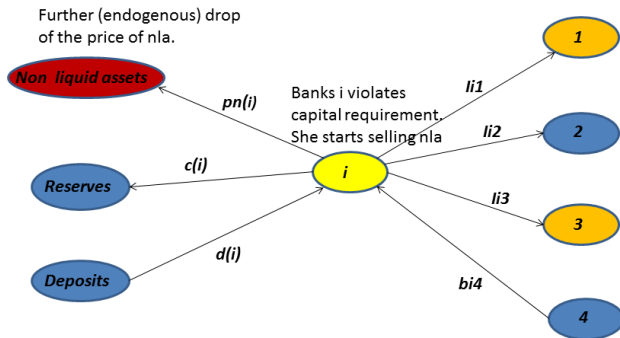 Further (endogenous) drop
of the price of nla.
Non liquid assets
pn(i)
Banks i violates
capital requirement.
She starts selling nla
Reserves
c(i)
i
d(i)
Deposits
1
li1
2
li2
3
li3
4
bi4